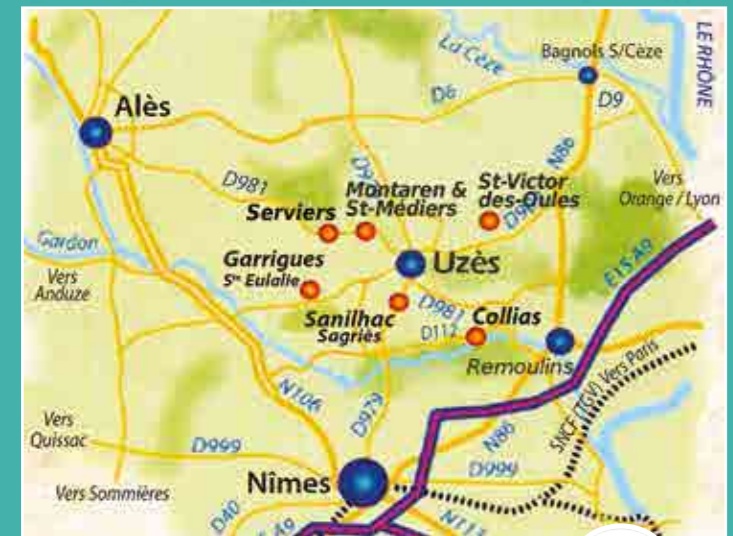 LE RHÔNE
La Cèze
Bagnols S/Cèze
D9
Alès
D6
N86
D981
Vers
Orange / Lyon
Montaren &
St-Médiers
St-Victor
des-Oules
Serviers
Gardon
Vers
Anduze
Garrigues
Ste Eulalie
Uzès
E15 A9
Sanilhac
Sagriès
D981
D112
Collias
Remoulins
N106
D979
SNCF (TGV) Vers Paris
Vers
Quissac
D999
N86
Vers Sommières
Nîmes
D999
D40